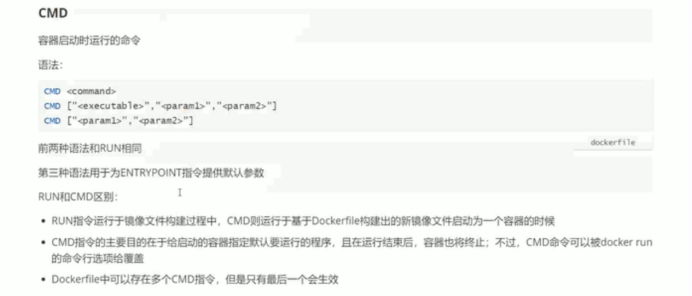 CMD
容器启动时运行的命令
语法：
CMD <command>
CMD ["<executable>","<param1>","<param2>"]
CMD ["<param1>","<param2>"]
dockerfile
前两种语法和RUN相同
第三种语法用于为ENTRYPOINT指令提供默认参数
RUN和CMD区别：
• RUN指令运行于镜像文件构建过程中，CMD则运行于基于Dockerfile构建出的新镜像文件启动为一个容器的时候
• CMD指令的主要目的在于给启动的容器指定默认要运行的程序，且在运行结束后，容器也将终止；不过，CMD命令可以被docker run
的命令行选项给覆盖
• Dockerfile中可以存在多个CMD指令，但是只有最后一个会生效